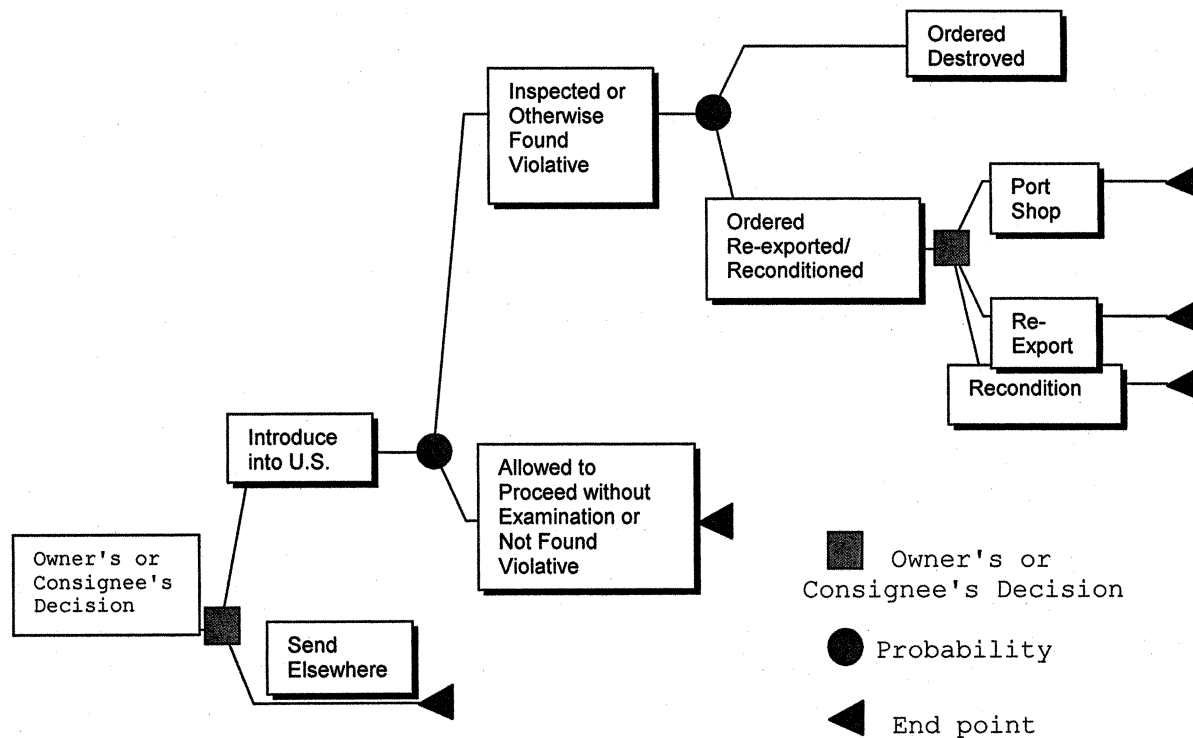 Ordered
Destroved
Inspected or
Otherwise
Found
Violative
Port
Shop
Ordered
Re-exported/
Reconditioned
Re-
Export
Recondition
Introduce
into U.S.
Allowed to
Proceed without
Examination or
Not Found
Violative
Owner's or
Consignee's
Decision
Send
Elsewhere
Owner's or
Consignee's Decision
Probability
End point